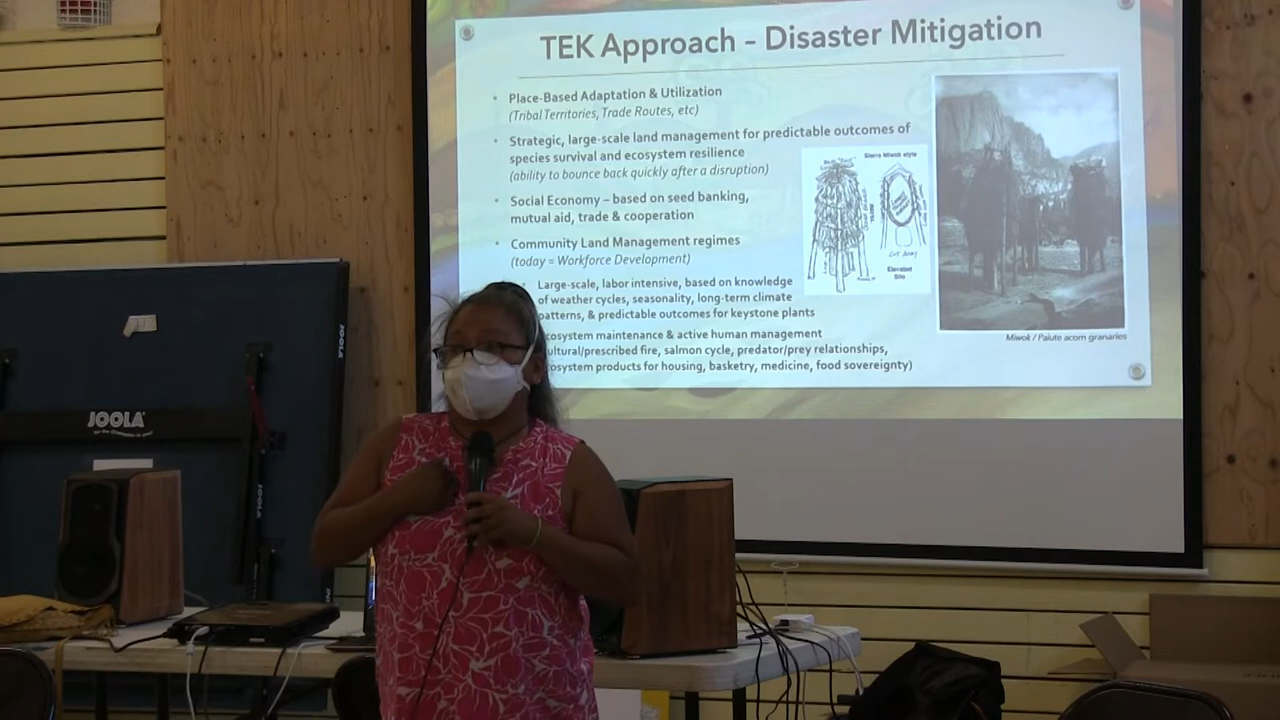 TEK Approach – Disaster Mitigation
• Place-Based Adaptation & Utilization
(Tribal Territories, Trade Routes, etc)
• Strategic, large-scale land management for predictable outcomes of
species survival and ecosystem resilience
(ability to bounce back quickly after a disruption)
• Social Economy – based on seed banking,
mutual aid, trade & cooperation
• Community Land Management regimes
(today = Workforce Development)
Large-scale, labor intensive, based on knowledge
of weather cycles, seasonality, long-term climate
patterns, & predictable outcomes for keystone plants
cosystem maintenance & active human management
ultural/prescribed fire, salmon cycle, predator/prey relationships,
osystem products for housing, basketry, medicine, food sovereignty)
Sierra Miwok style
Elevated
Silo
Miwok / Paiute acorn granaries
JOOLA
JOOLA
JOOLA